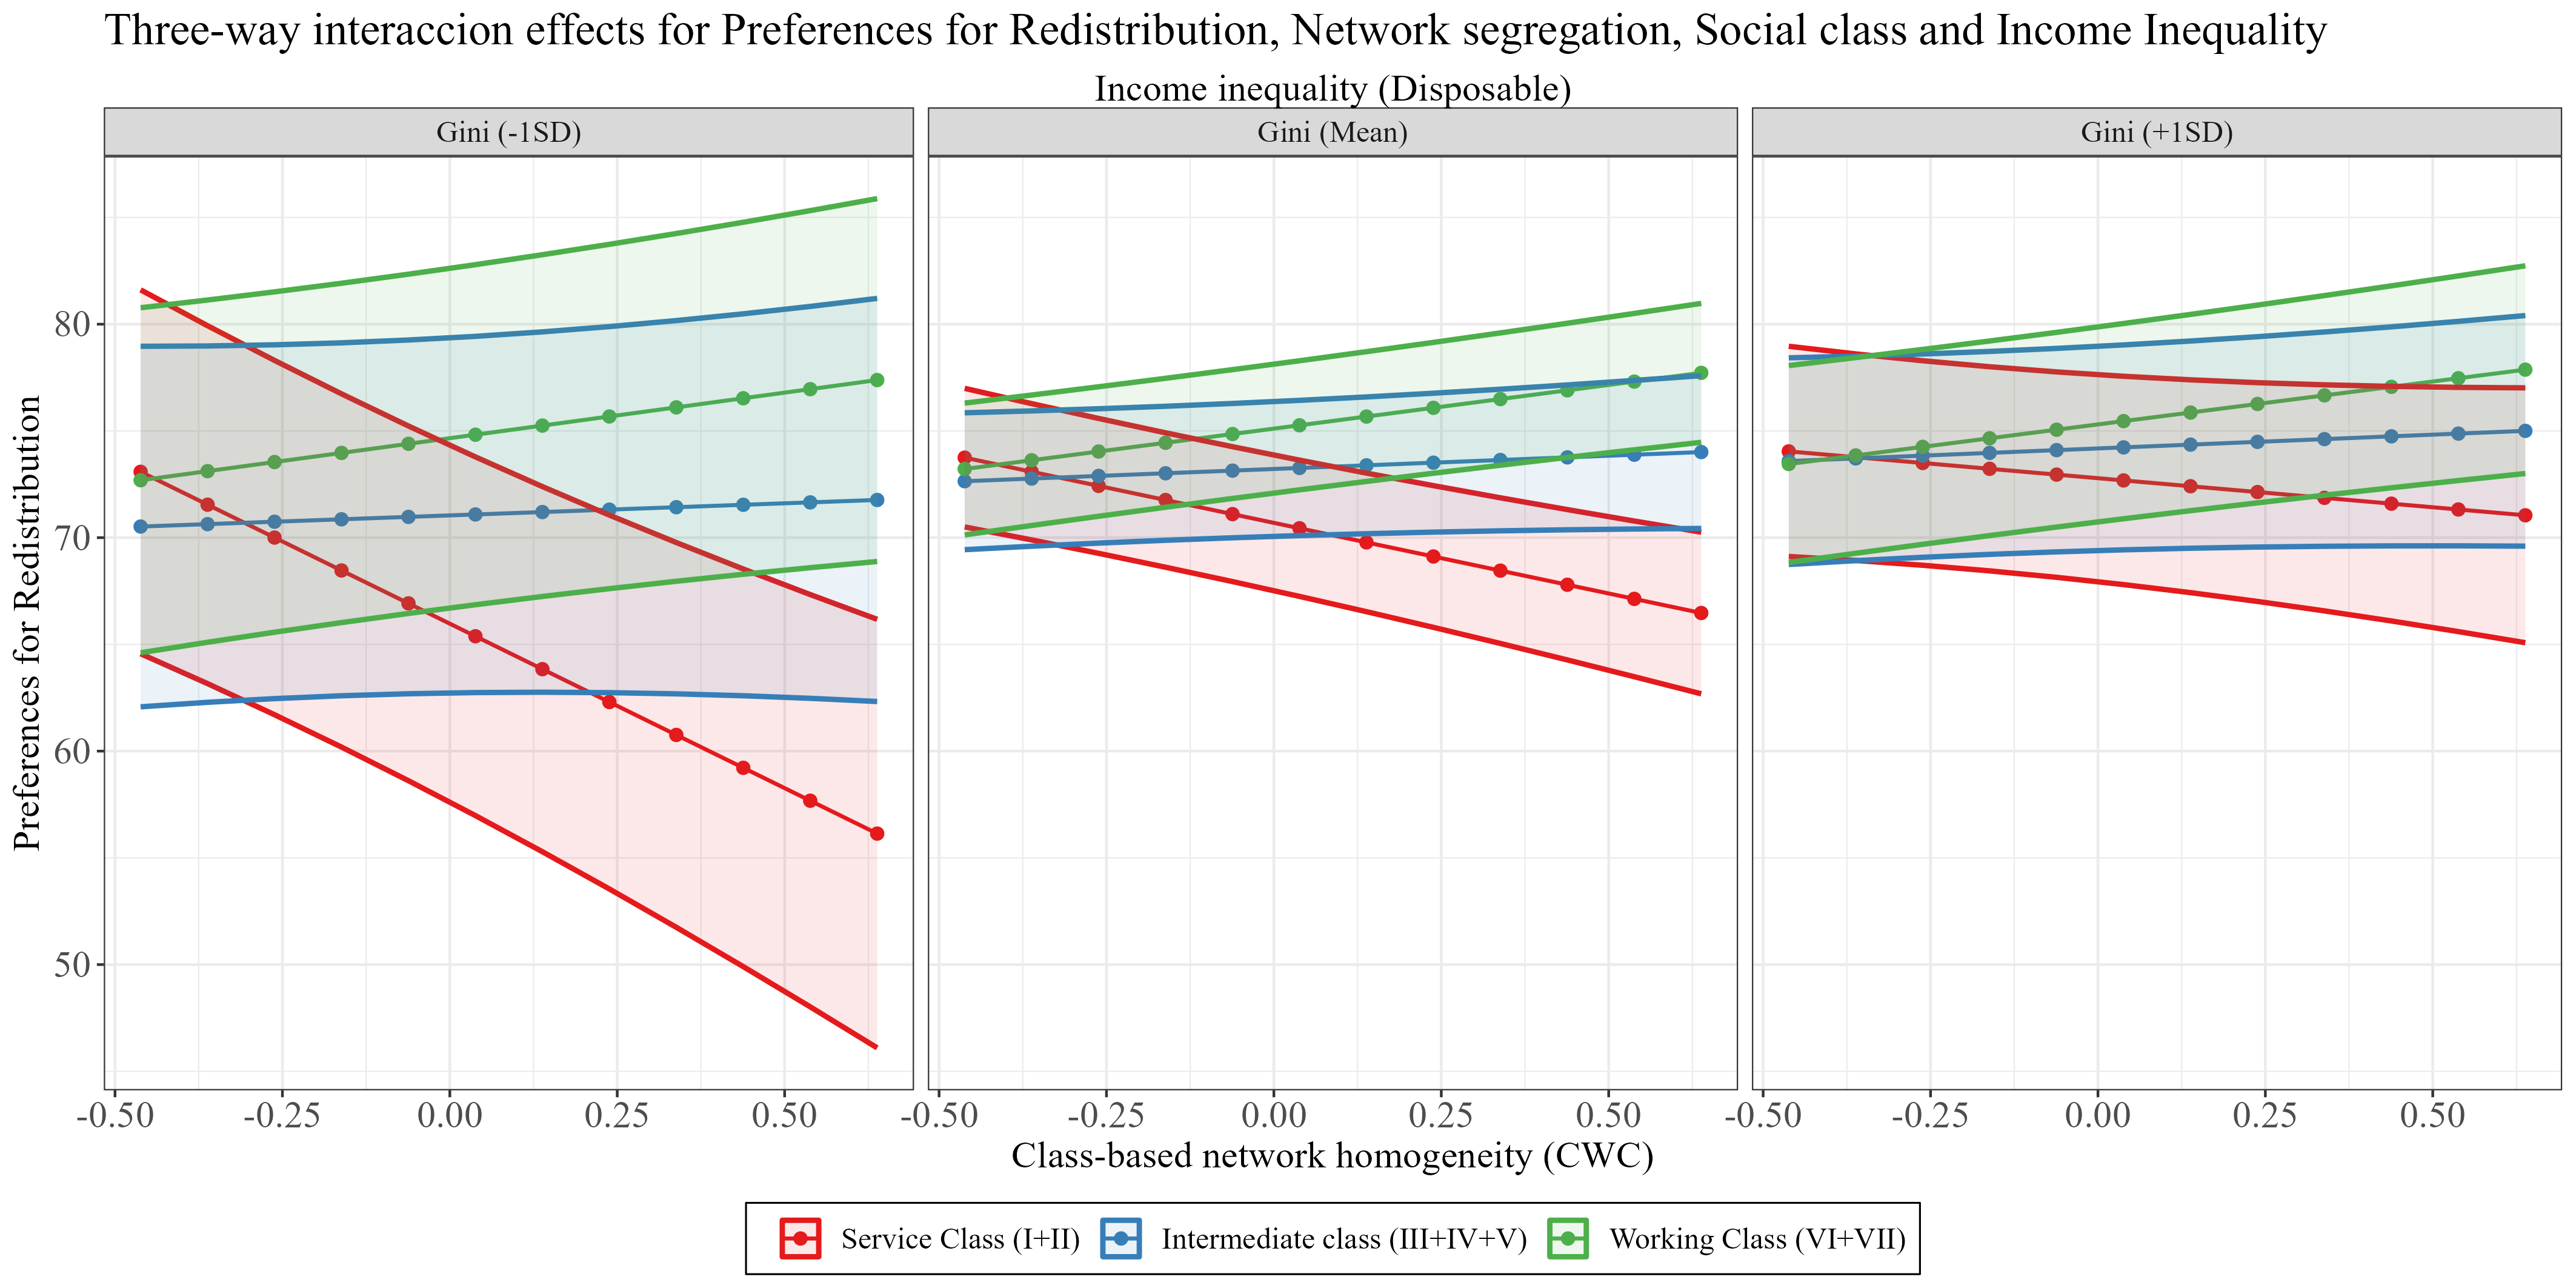 Three-way interaccion effects for Preferences for Redistribution, Network segregation, Social class and Income Inequality
Income inequality (Disposable)
Gini (-1SD) Gini (Mean) Gini (+1SD)
Preferences for Redistribution
80
70
60
50
-0.50 -0.25 0.00 0.25 0.50 -0.50 -0.25 0.00 0.25 0.50 -0.50 -0.25 0.00 0.25 0.50
Class-based network homogeneity (CWC)
Service Class (I+II) Intermediate class (III+IV+V) Working Class (VI+VII)